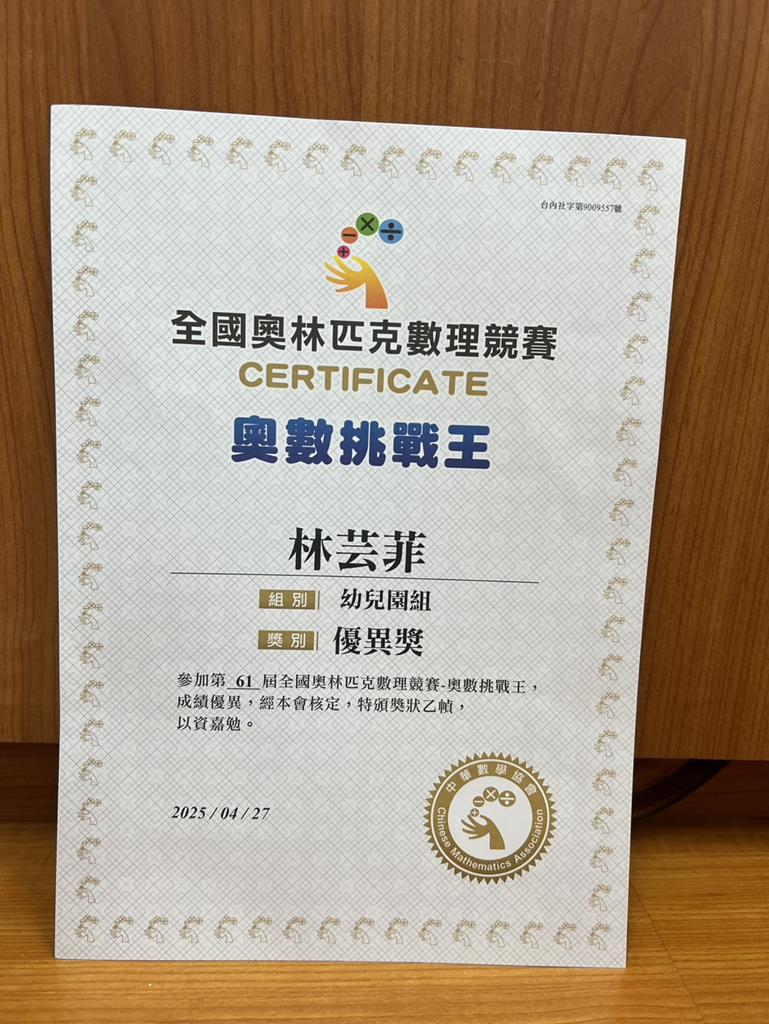 台內社字第9009557號
全國奧林匹克數理競賽
CERTIFICATE
奧數挑戰王
林芸菲
組別 幼兒園組
獎別 優異獎
參加第 61 屆全國奧林匹克數理競賽-奧數挑戰王，
成績優異，經本會核定，特頒獎狀乙幀，
以資嘉勉。
2025 / 04 / 27
中華數學協會
Chinese Mathematics Association